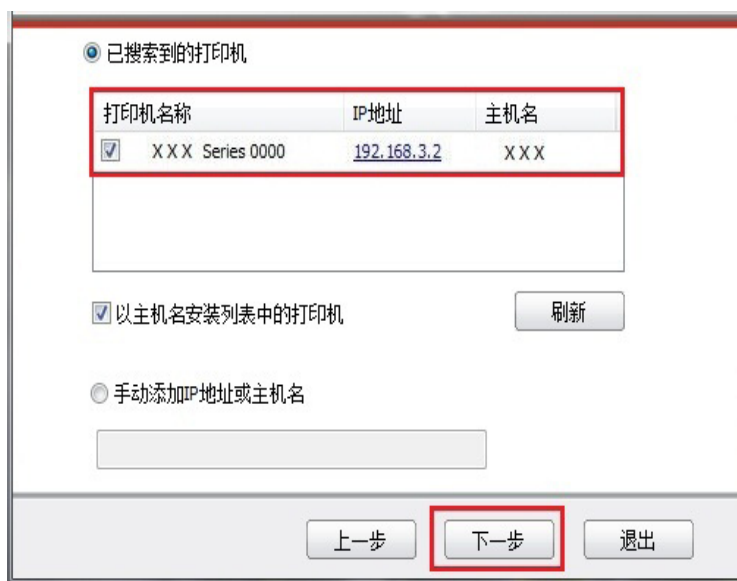 已搜索到的打印机
打印机名称 IP地址 主机名
X X X Series 0000 192.168.3.2 X X X
以主机名安装列表中的打印机 刷新
手动添加IP地址或主机名
上一步 下一步 退出